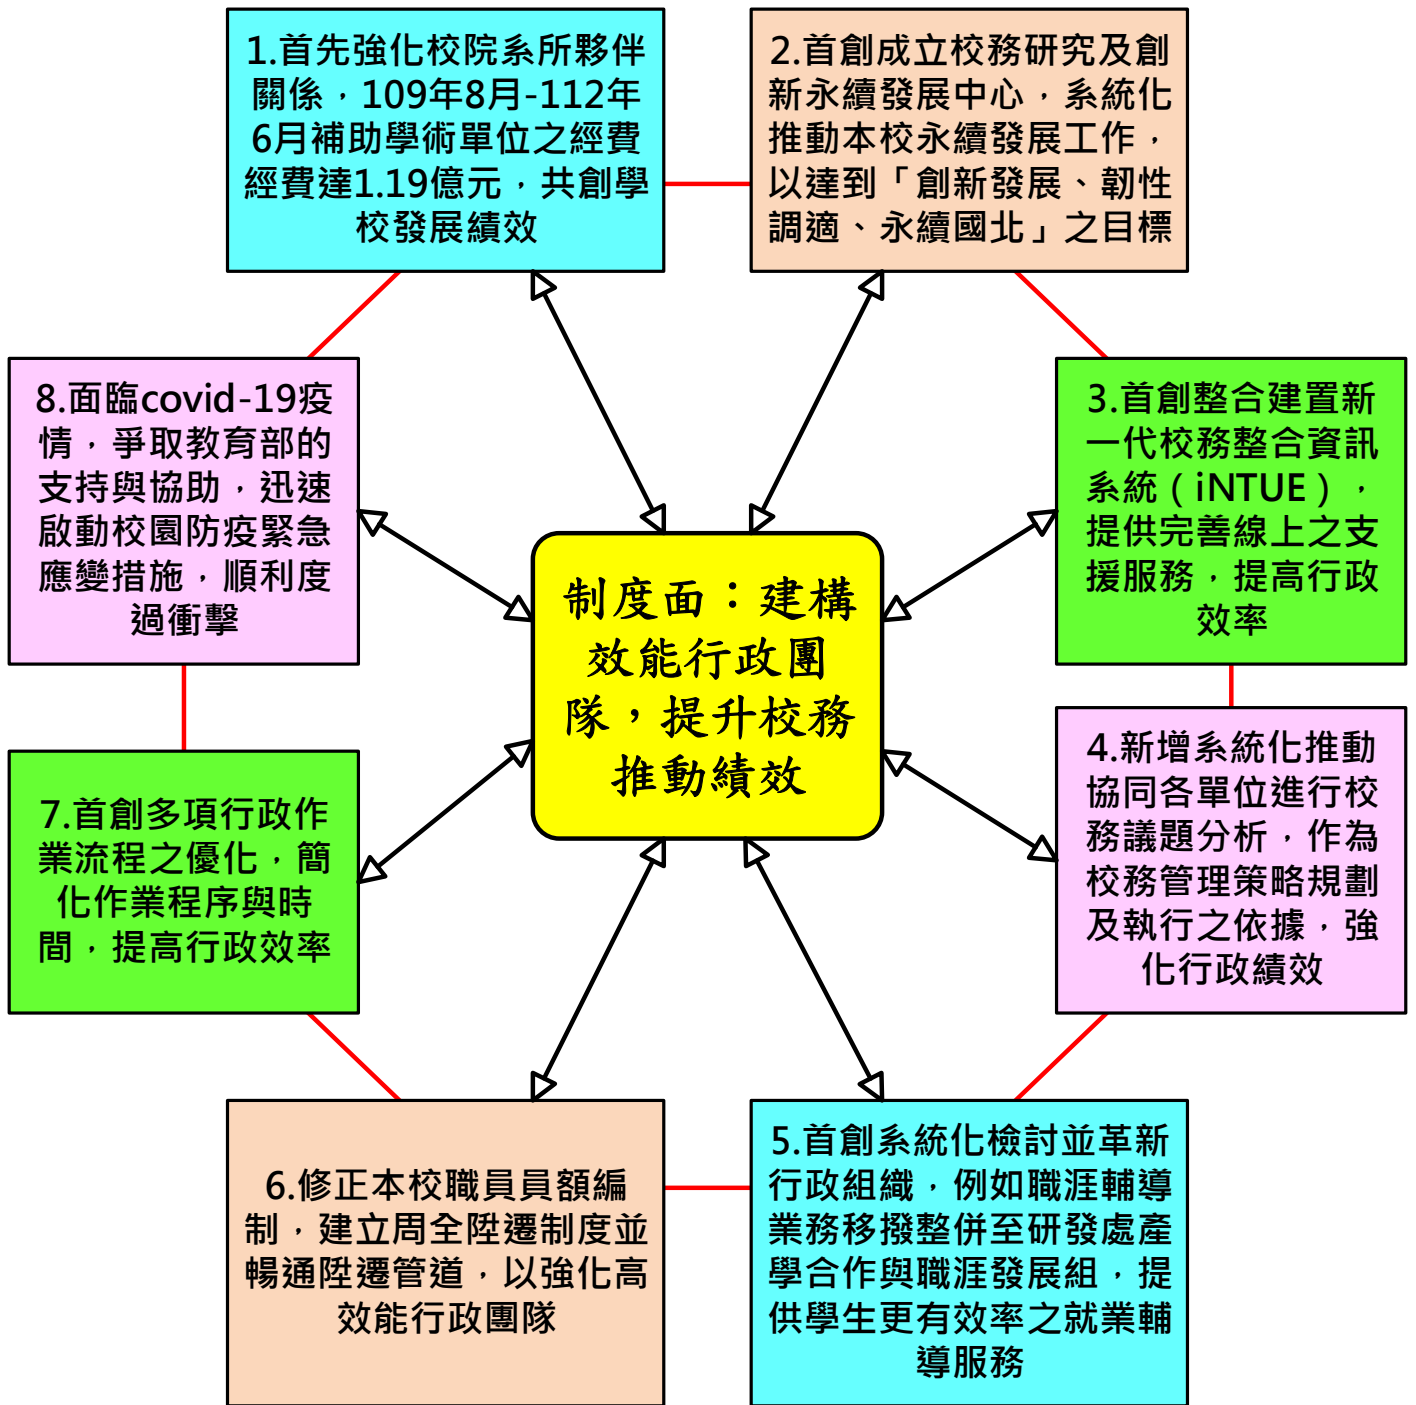 1.首先強化校院系所夥伴
關係，109年8月-112年
6月補助學術單位之經費
經費達1.19億元，共創學
校發展績效
2.首創成立校務研究及創
新永續發展中心，系統化
推動本校永續發展工作，
以達到「創新發展、韌性
調適、永續國北」之目標
3.首創整合建置新
一代校務整合資訊
系統（iNTUE），
提供完善線上之支
援服務，提高行政
效率
4.新增系統化推動
協同各單位進行校
務議題分析，作為
校務管理策略規劃
及執行之依據，強
化行政績效
5.首創系統化檢討並革新
行政組織，例如職涯輔導
業務移撥整併至研發處產
學合作與職涯發展組，提
供學生更有效率之就業輔
導服務
6.修正本校職員員額編
制，建立周全陞遷制度並
暢通陞遷管道，以強化高
效能行政團隊
7.首創多項行政作
業流程之優化，簡
化作業程序與時
間，提高行政效率
8.面臨covid-19疫
情，爭取教育部的
支持與協助，迅速
啟動校園防疫緊急
應變措施，順利度
過衝擊
制度面：建構
效能行政團
隊，提升校務
推動績效